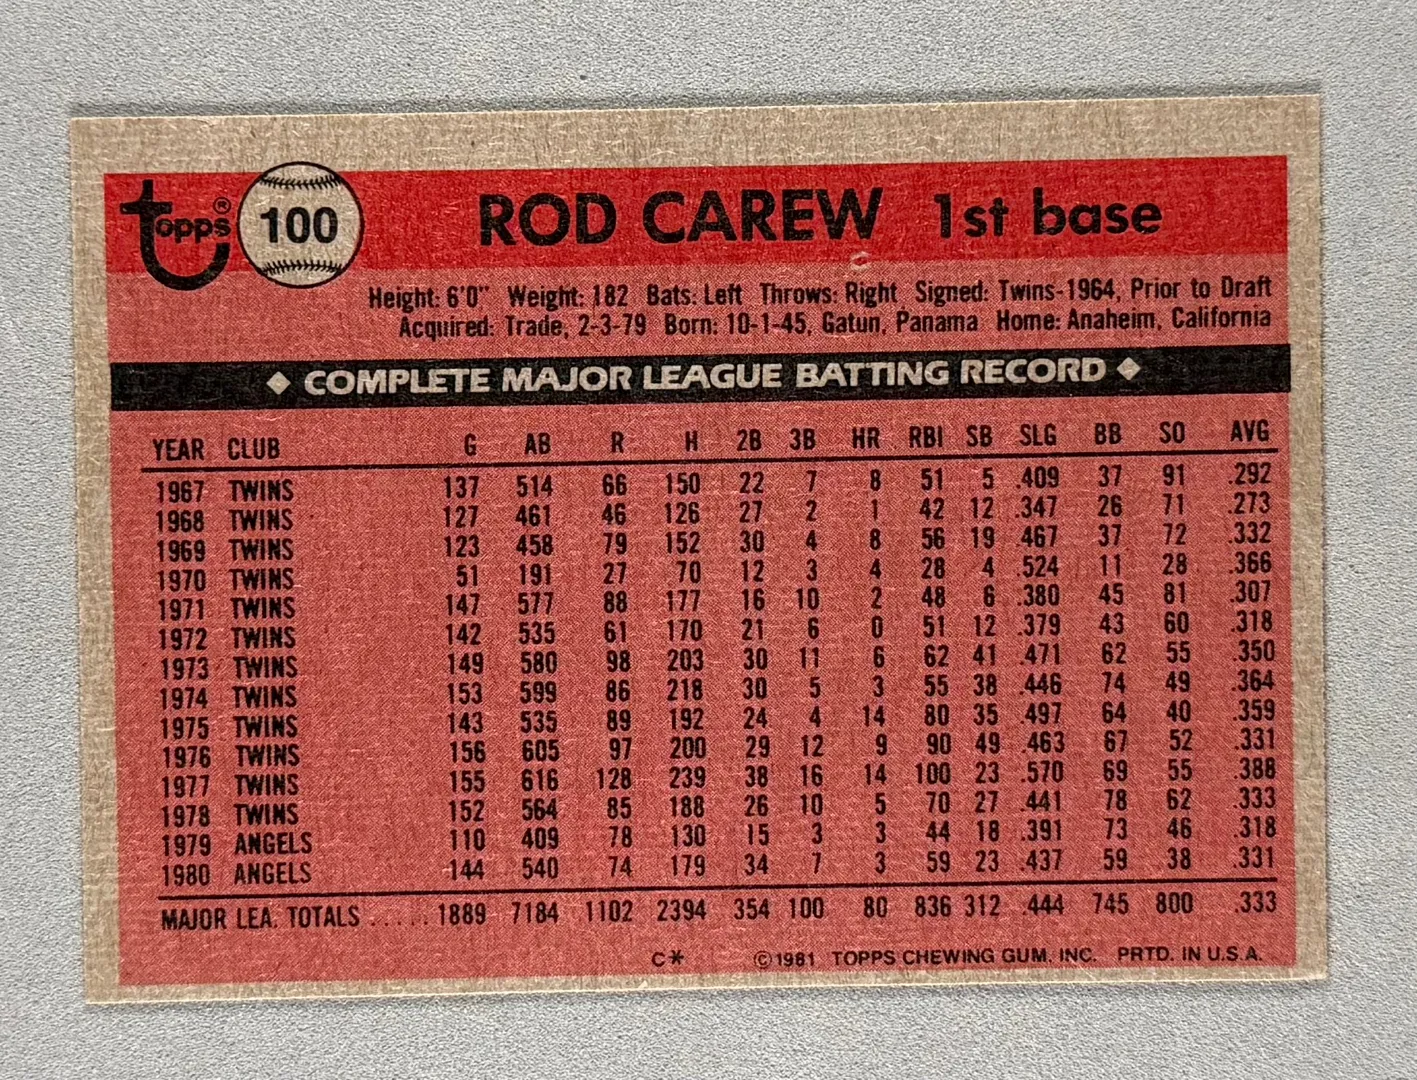 Topps® 100 ROD CAREW 1st base
Height: 6'0" Weight: 182 Bats: Left Throws: Right Signed: Twins-1964, Prior to Draft
Acquired: Trade, 2-3-79 Born: 10-1-45, Gatun, Panama Home: Anaheim, California
◆ COMPLETE MAJOR LEAGUE BATTING RECORD ◆
YEAR CLUB G AB R H 2B 3B HR RBI SB SLG BB SO AVG
1967 TWINS 137 514 66 150 22 7 8 51 5 .409 37 91 .292
1968 TWINS 127 461 46 126 27 2 1 42 12 .347 26 71 .273
1969 TWINS 123 458 79 152 30 4 8 56 19 .467 37 72 .332
1970 TWINS 51 191 27 70 12 3 4 28 4 .524 11 28 .366
1971 TWINS 147 577 88 177 16 10 2 48 6 .380 45 81 .307
1972 TWINS 142 535 61 170 21 6 0 51 12 .379 43 60 .318
1973 TWINS 149 580 98 203 30 11 6 62 41 .471 62 55 .350
1974 TWINS 153 599 86 218 30 5 3 55 38 .446 74 49 .364
1975 TWINS 143 535 89 192 24 4 14 80 35 .497 64 40 .359
1976 TWINS 156 605 97 200 29 12 9 90 49 .463 67 52 .331
1977 TWINS 155 616 128 239 38 16 14 100 23 .570 69 55 .388
1978 TWINS 152 564 85 188 26 10 5 70 27 .441 78 62 .333
1979 ANGELS 110 409 78 130 15 3 3 44 18 .391 73 46 .318
1980 ANGELS 144 540 74 179 34 7 3 59 23 .437 59 38 .331
MAJOR LEA. TOTALS ..... 1889 7184 1102 2394 354 100 80 836 312 .444 745 800 .333
C* ©1981 TOPPS CHEWING GUM, INC. PRTD. IN U.S.A.